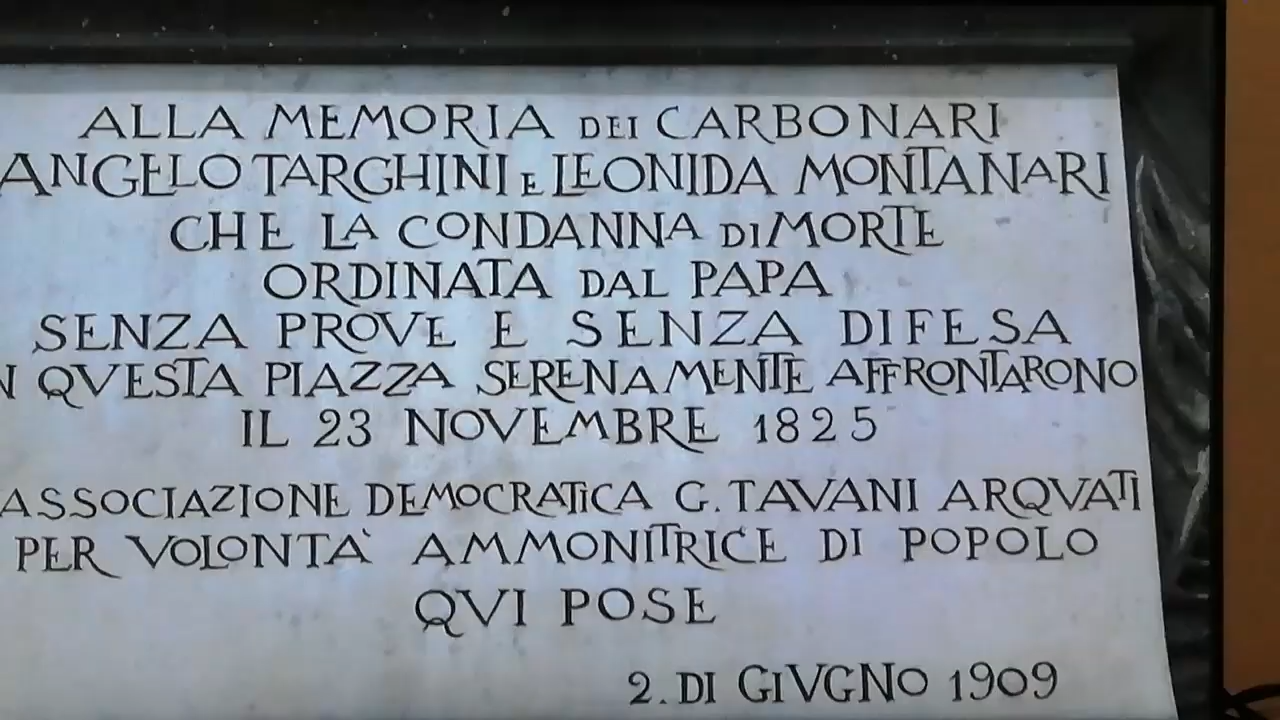 ALLA MEMORIA DEI CARBONARI
ANGELO TARGHINI E LEONIDA MONTANARI
CHE LA CONDANNA DI MORTE
ORDINATA DAL PAPA
SENZA PROVE E SENZA DIFESA
N QVESTA PIAZZA SERENAMENTE AFFRONTARONO
IL 23 NOVEMBRE 1825
ASSOCIAZIONE DEMOCRATICA G. TAVANI ARQVATI
PER VOLONTA' AMMONITRICE DI POPOLO
QVI POSE
2. DI GIVGNO 1909